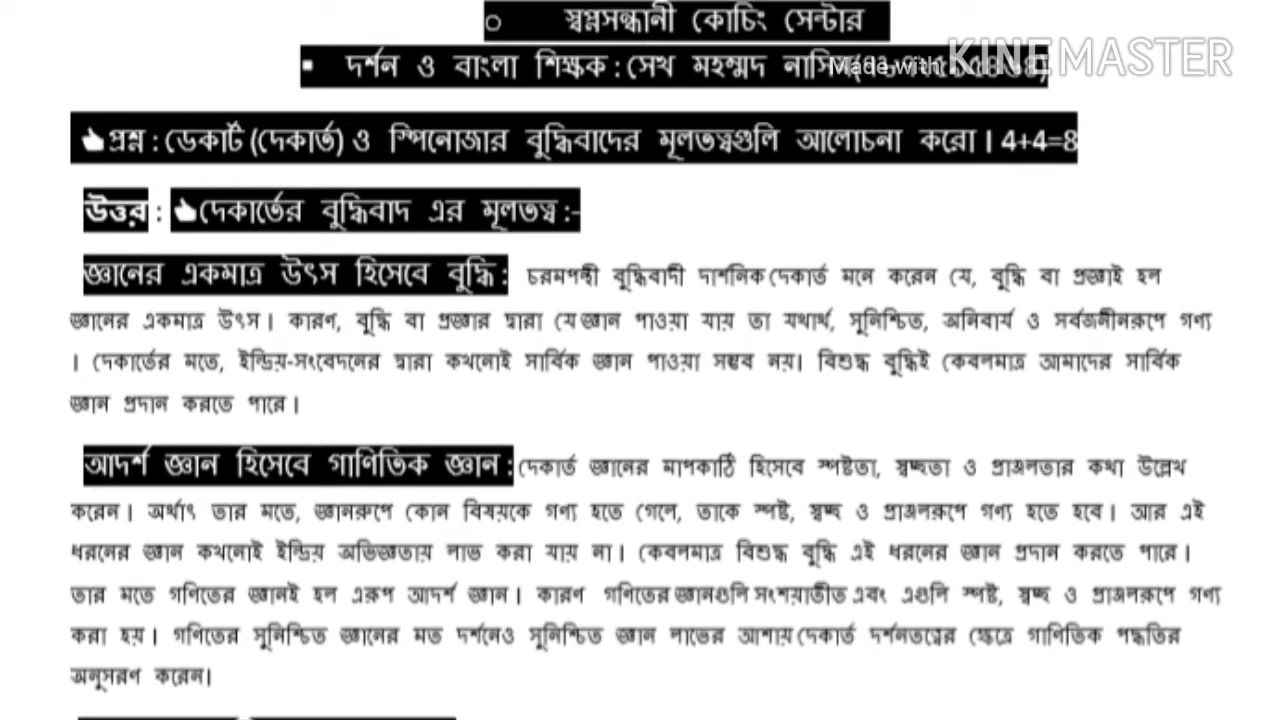 স্বপ্নসন্ধানী কোচিং সেন্টার
দর্শন ও বাংলা শিক্ষক : সেখ মহম্মদ
Made with KINEMASTER
প্রশ্ন : ডেকার্ট (দেকার্ত) ও স্পিনোজার বুদ্ধিবাদের মূলতত্ত্বগুলি আলোচনা করো । 4+4=8
উত্তর : দেকার্তের বুদ্ধিবাদ এর মূলতত্ব :-
জ্ঞানের একমাত্র উৎস হিসেবে বুদ্ধি : চরমপন্থী বুদ্ধিবাদী দার্শনিক দেকার্ত মনে করেন যে, বুদ্ধি বা প্রজ্ঞাই হল
জ্ঞানের একমাত্র উৎস । কারণ, বুদ্ধি বা প্রজ্ঞার দ্বারা যে জ্ঞান পাওয়া যায় তা যথার্থ, সুনিশ্চিত, অনিবার্য ও সর্বজনীনরূপে গণ্য
। দেকার্তের মতে, ইন্দ্রিয়-সংবেদনের দ্বারা কখনোই সার্বিক জ্ঞান পাওয়া সম্ভব নয়। বিশুদ্ধ বুদ্ধিই কেবলমাত্র আমাদের সার্বিক
জ্ঞান প্রদান করতে পারে ।
আদর্শ জ্ঞান হিসেবে গাণিতিক জ্ঞান : দেকার্ত জ্ঞানের মাপকাঠি হিসেবে স্পষ্টতা, স্বচ্ছতা ও প্রাঞ্জলতার কথা উল্লেখ
করেন । অর্থাৎ তার মতে, জ্ঞানরূপে কোন বিষয়কে গণ্য হতে গেলে, তাকে স্পষ্ট, স্বচ্ছ ও প্রাঞ্জলরূপে গণ্য হতে হবে । আর এই
ধরনের জ্ঞান কখনোই ইন্দ্রিয় অভিজ্ঞতায় লাভ করা যায় না । কেবলমাত্র বিশুদ্ধ বুদ্ধি এই ধরনের জ্ঞান প্রদান করতে পারে ।
তার মতে গণিতের জ্ঞানই হল এরূপ আদর্শ জ্ঞান । কারণ গণিতের জ্ঞানগুলি সংশয়াতীত এবং এগুলি স্পষ্ট, স্বচ্ছ ও প্রাঞ্জলরূপে গণ্য
করা হয় । গণিতের সুনিশ্চিত জ্ঞানের মত দর্শনেও সুনিশ্চিত জ্ঞান লাভের আশায় দেকার্ত দর্শনতত্ত্বের ক্ষেত্রে গাণিতিক পদ্ধতির
অনুসরণ করেন।